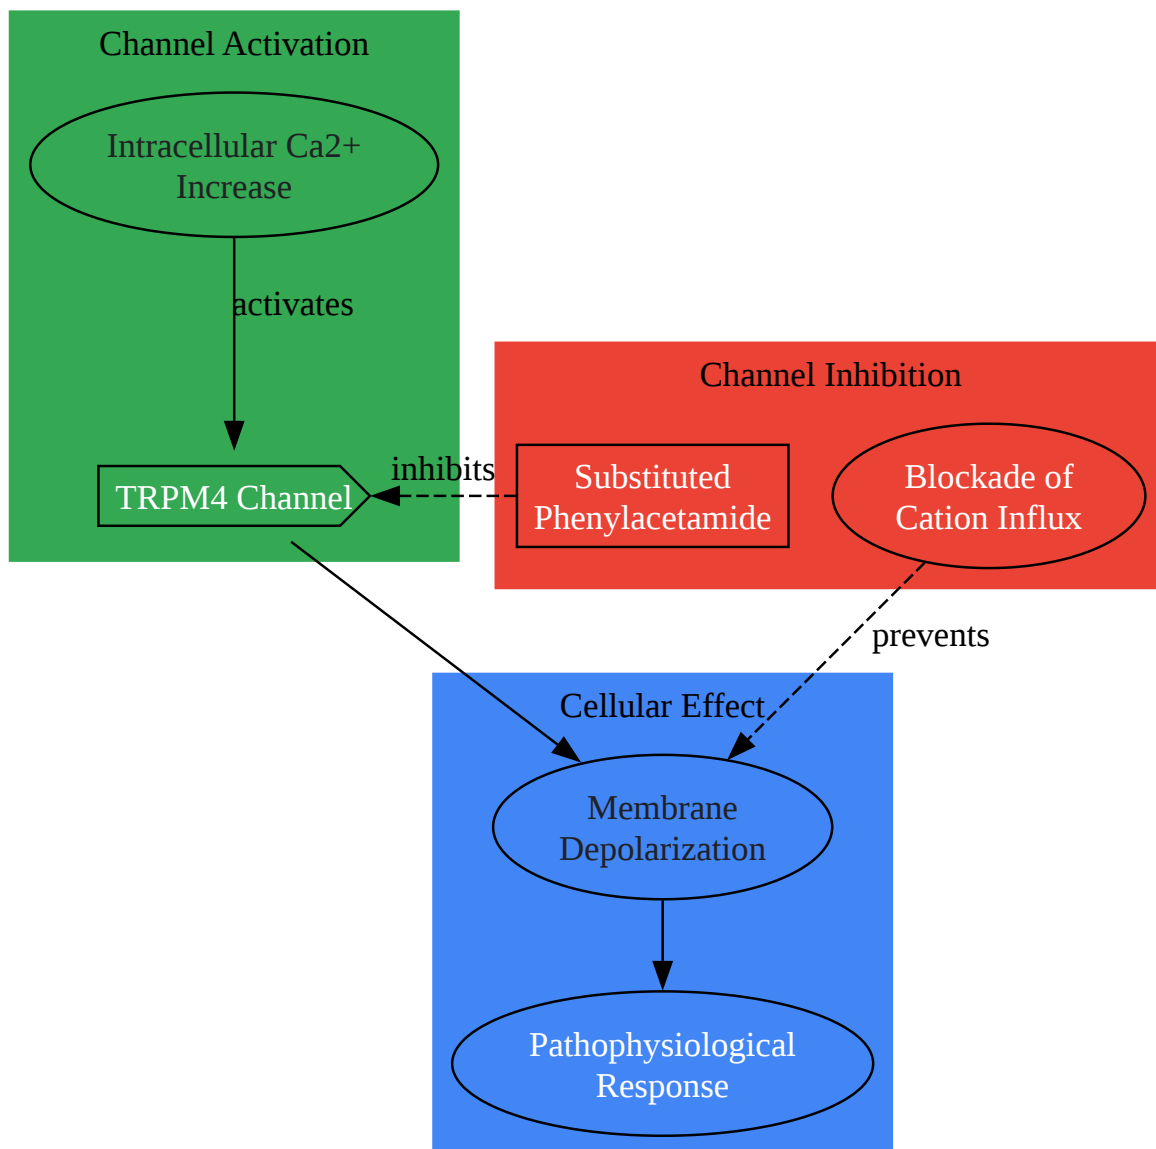 Channel Activation
Intracellular Ca2+
Increase
activates
TRPM4 Channel
inhibits
Channel Inhibition
Substituted
Phenylacetamide
Blockade of
Cation Influx
prevents
Cellular Effect
Membrane
Depolarization
Pathophysiological
Response